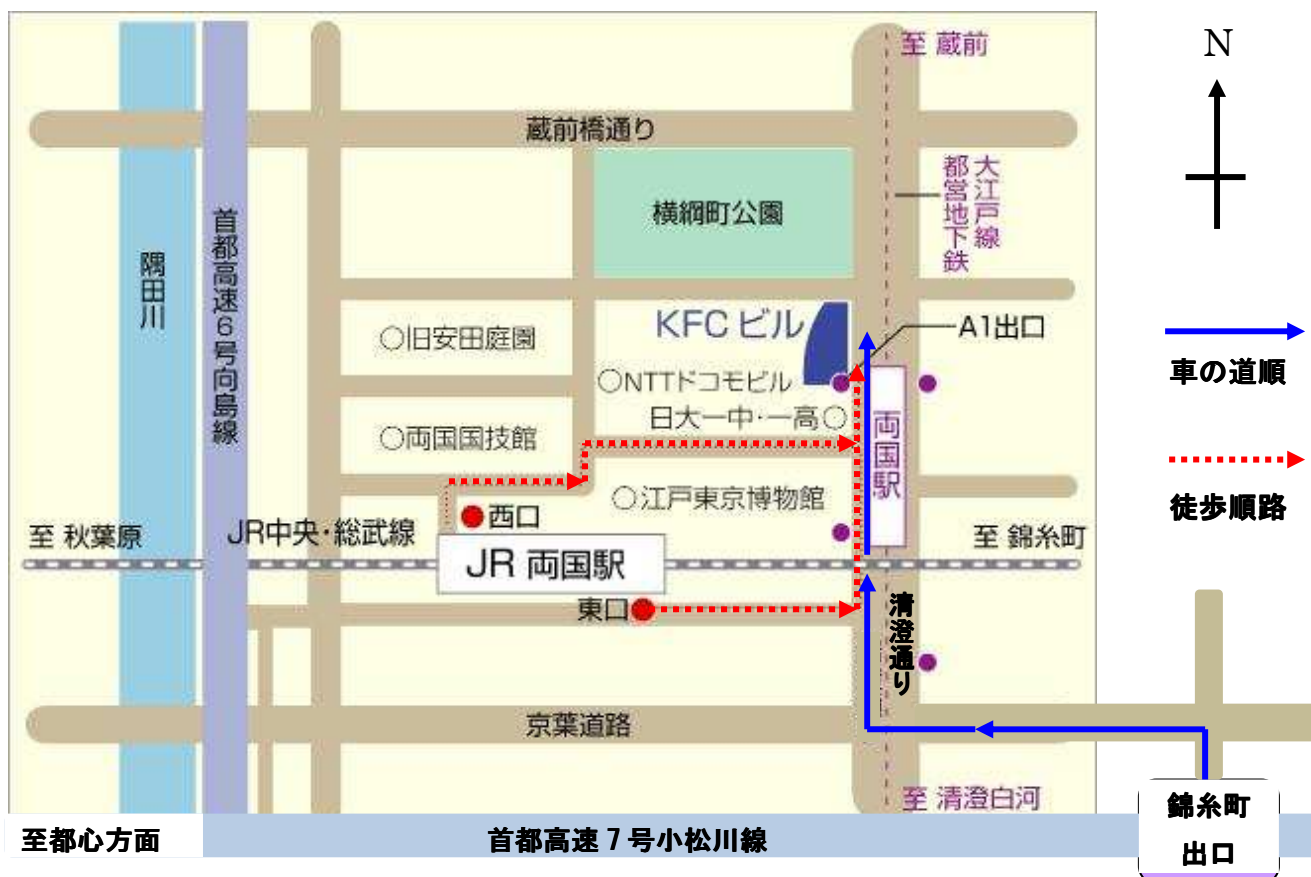 至 蔵前
N
蔵前橋通り
大江戸線
都営地下鉄
横綱町公園
首都高速6号向島線
隅田川
KFC ビル
A1出口
○旧安田庭園
車の道順
○NTTドコモビル
日大一中・一高○
両国駅
○両国国技館
○江戸東京博物館
徒歩順路
西口
至 秋葉原
JR中央・総武線
至 錦糸町
JR 両国駅
東口
清澄通り
京葉道路
至 清澄白河
錦糸町
出口
至都心方面
首都高速7号小松川線